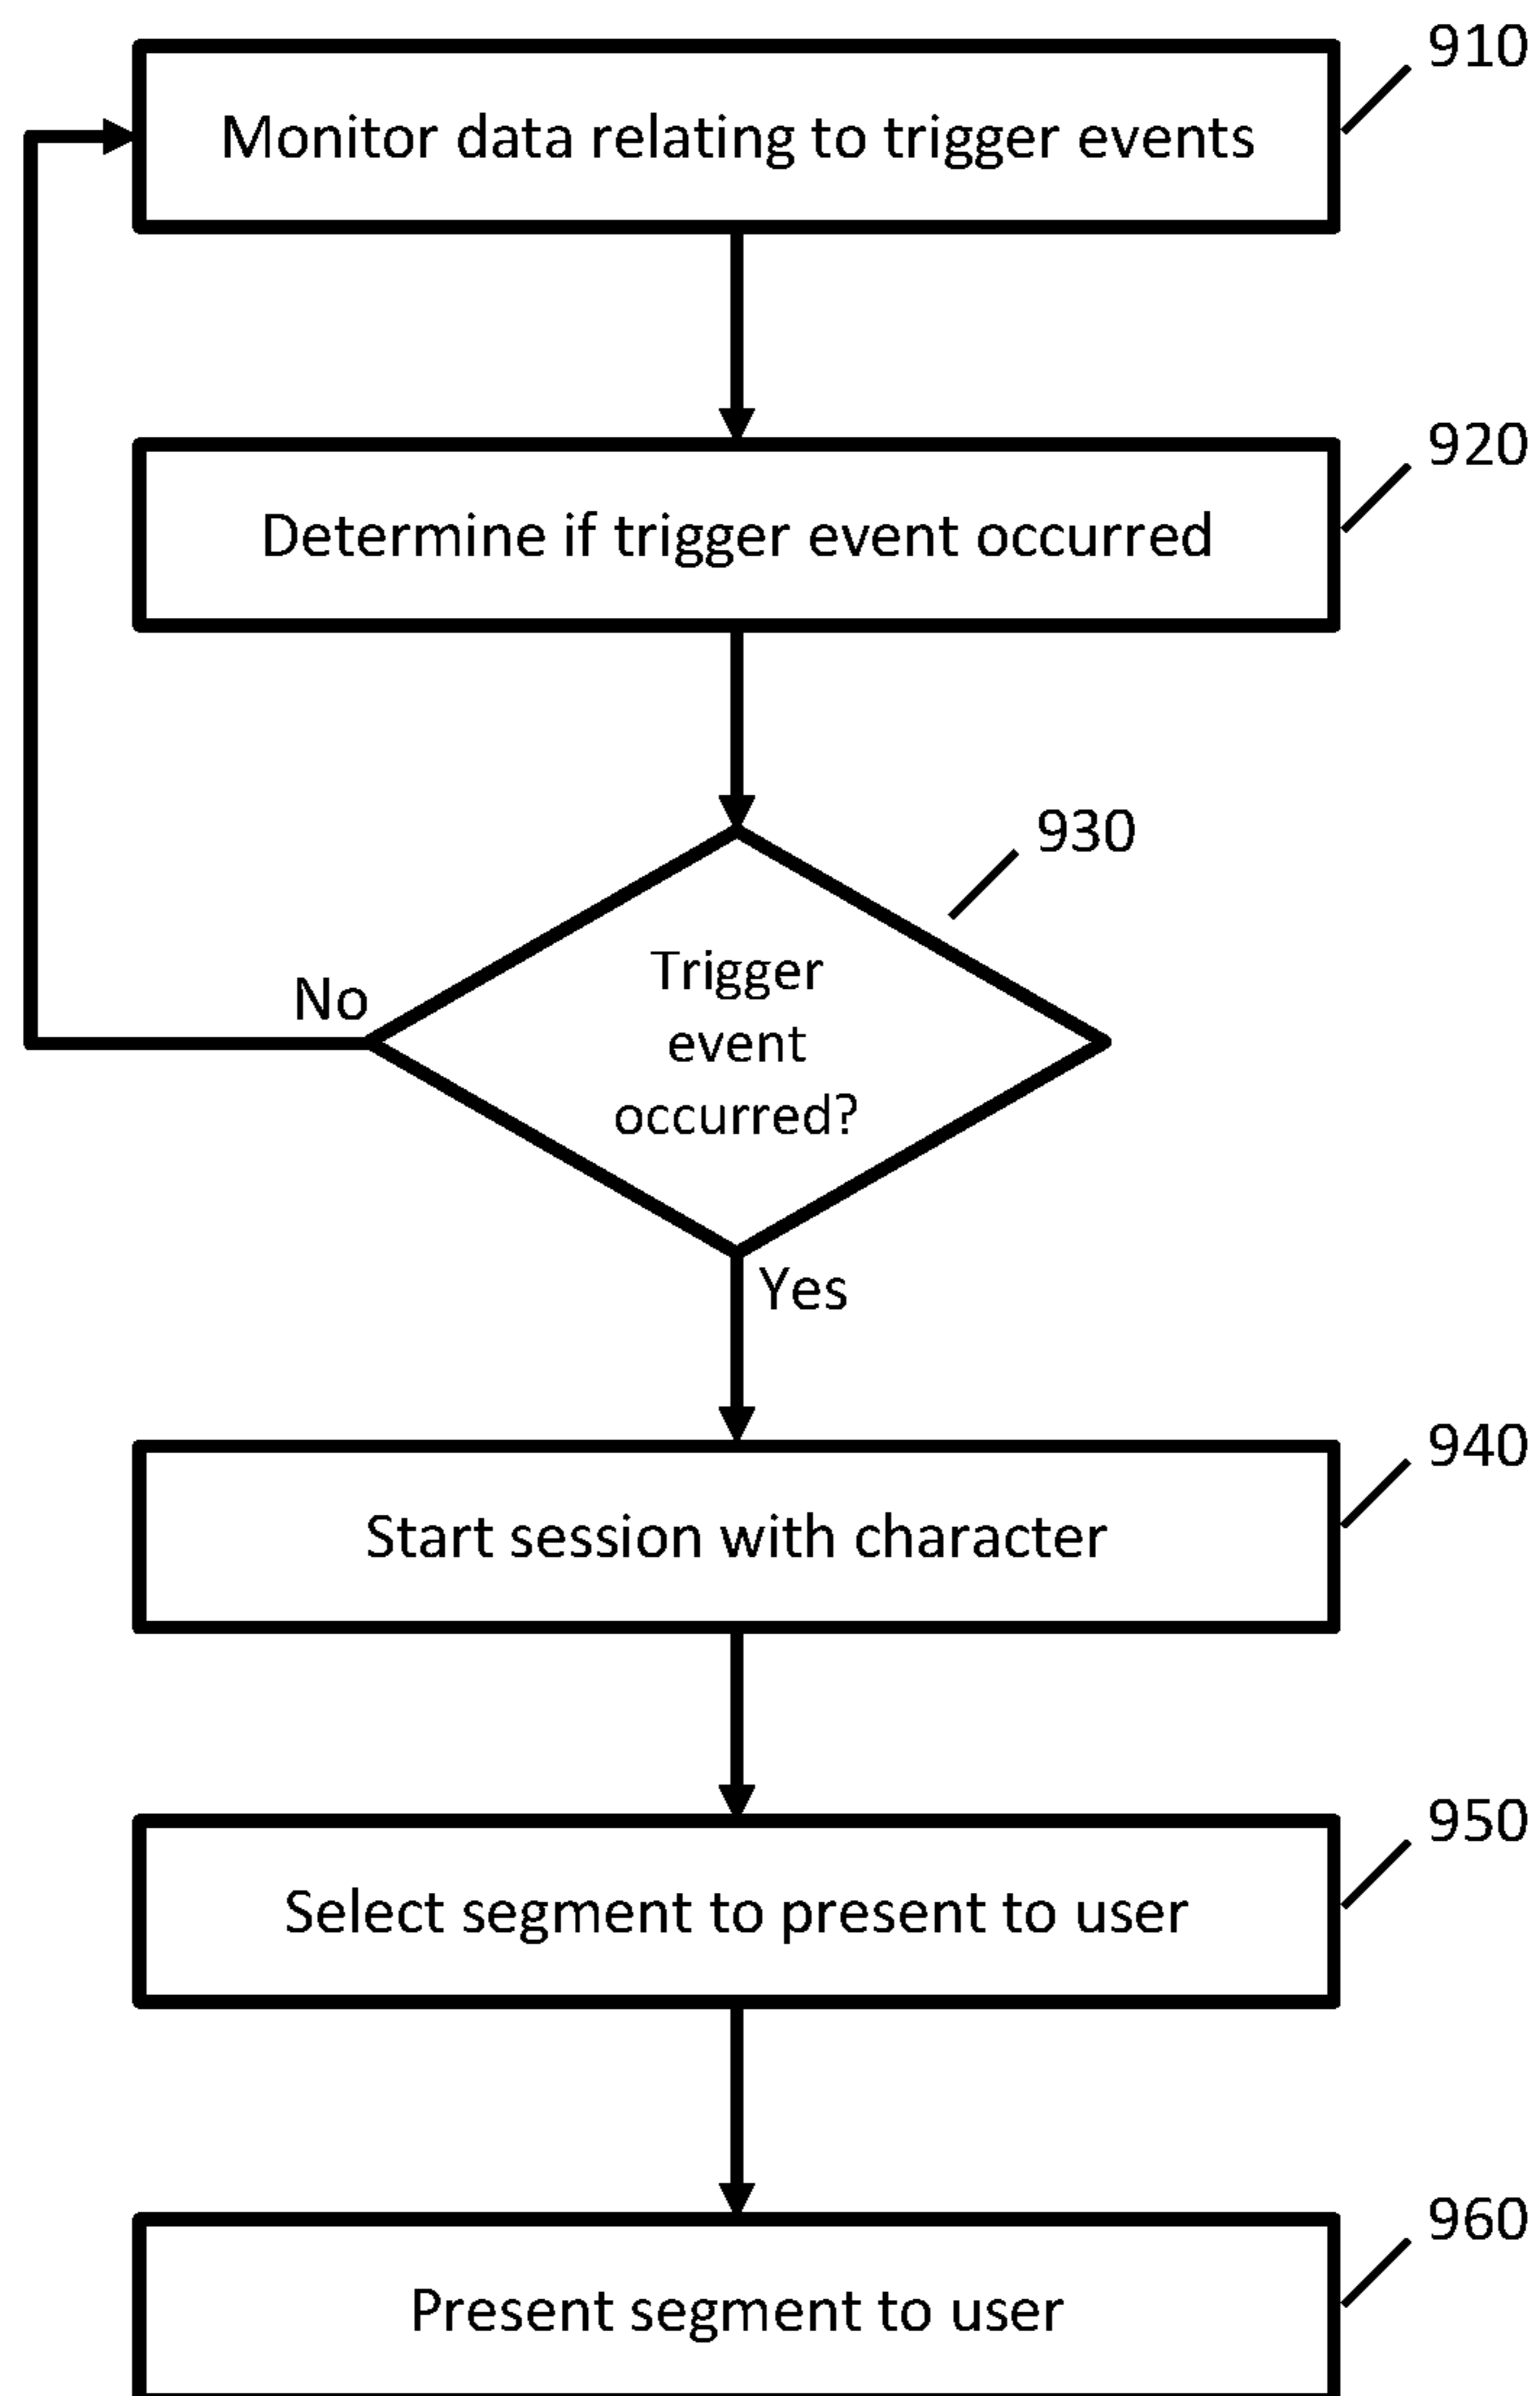 910
Monitor data relating to trigger events
920
Determine if trigger event occurred
930
Trigger
event
occurred?
No
Yes
940
Start session with character
950
Select segment to present to user
960
Present segment to user